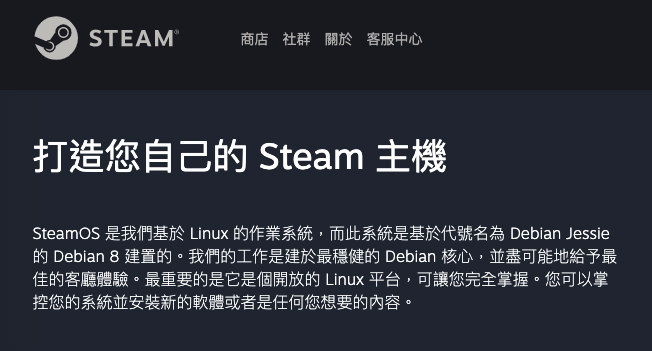 STEAM®
商店 社群 關於 客服中心
打造您自己的 Steam 主機
SteamOS 是我們基於 Linux 的作業系統，而此系統是基於代號名為 Debian Jessie
的 Debian 8 建置的。我們的工作是建於最穩健的 Debian 核心，並盡可能地給予最
佳的客廳體驗。最重要的是它是個開放的 Linux 平台，可讓您完全掌握。您可以掌
控您的系統並安裝新的軟體或者是任何您想要的內容。